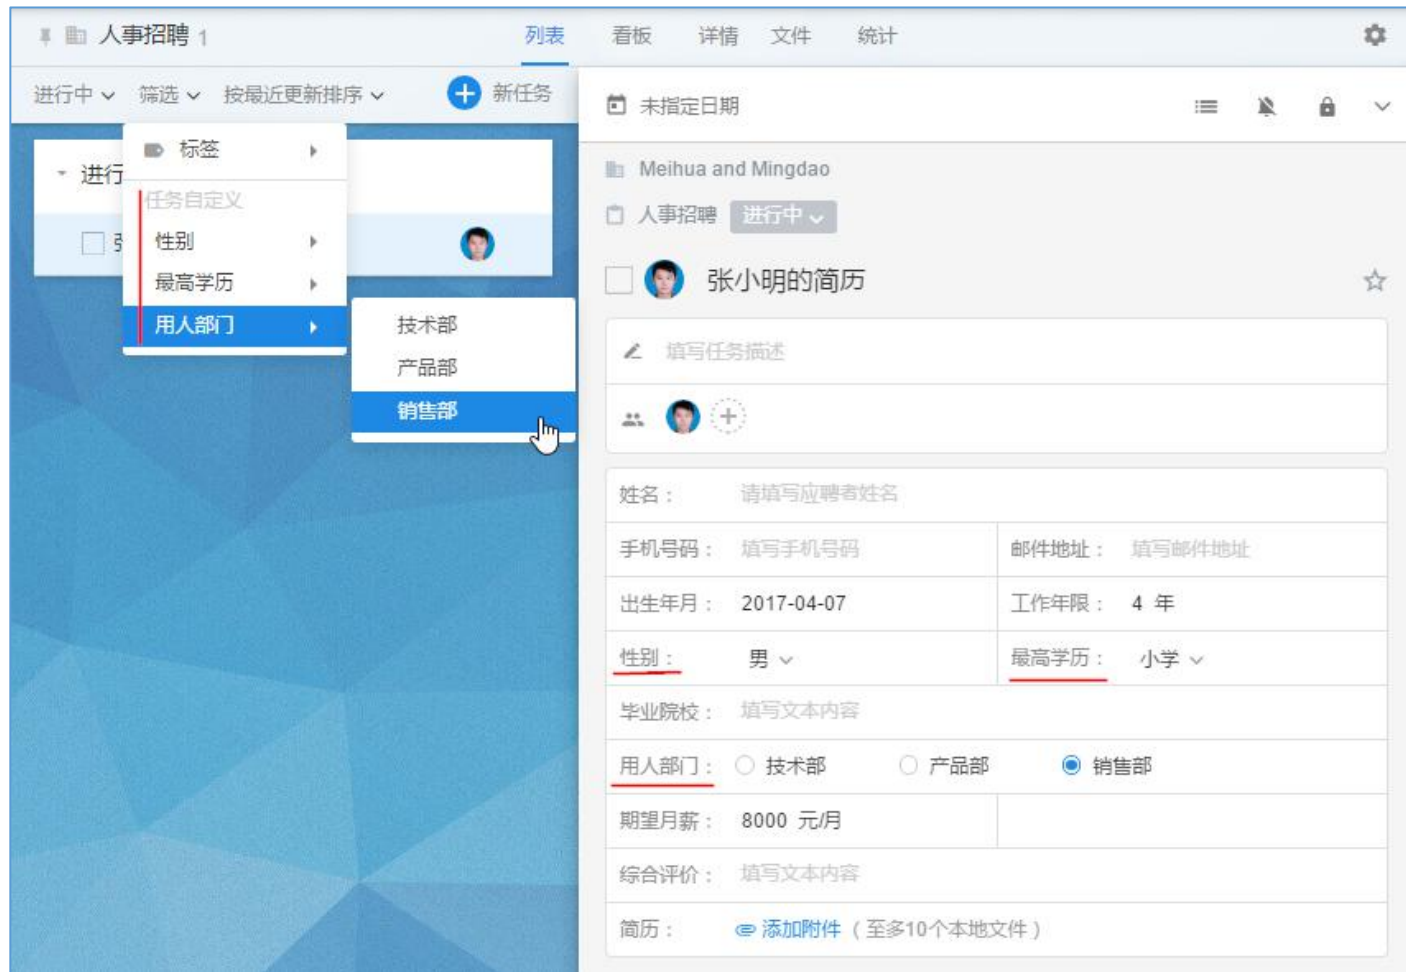 人事招聘 1
列表 看板 详情 文件 统计
进行中 筛选 按最近更新排序 新任务
标签
进行
任务自定义
性别
最高学历
用人部门
技术部
产品部
销售部
未指定日期
Meihua and Mingdao
人事招聘 进行中
张小明的简历
填写任务描述
姓名： 请填写应聘者姓名
手机号码： 填写手机号码 邮件地址： 填写邮件地址
出生年月： 2017-04-07 工作年限： 4 年
性别： 男 最高学历： 小学
毕业院校： 填写文本内容
用人部门： 技术部 产品部 销售部
期望月薪： 8000 元/月
综合评价： 填写文本内容
简历： 添加附件（至多10个本地文件）